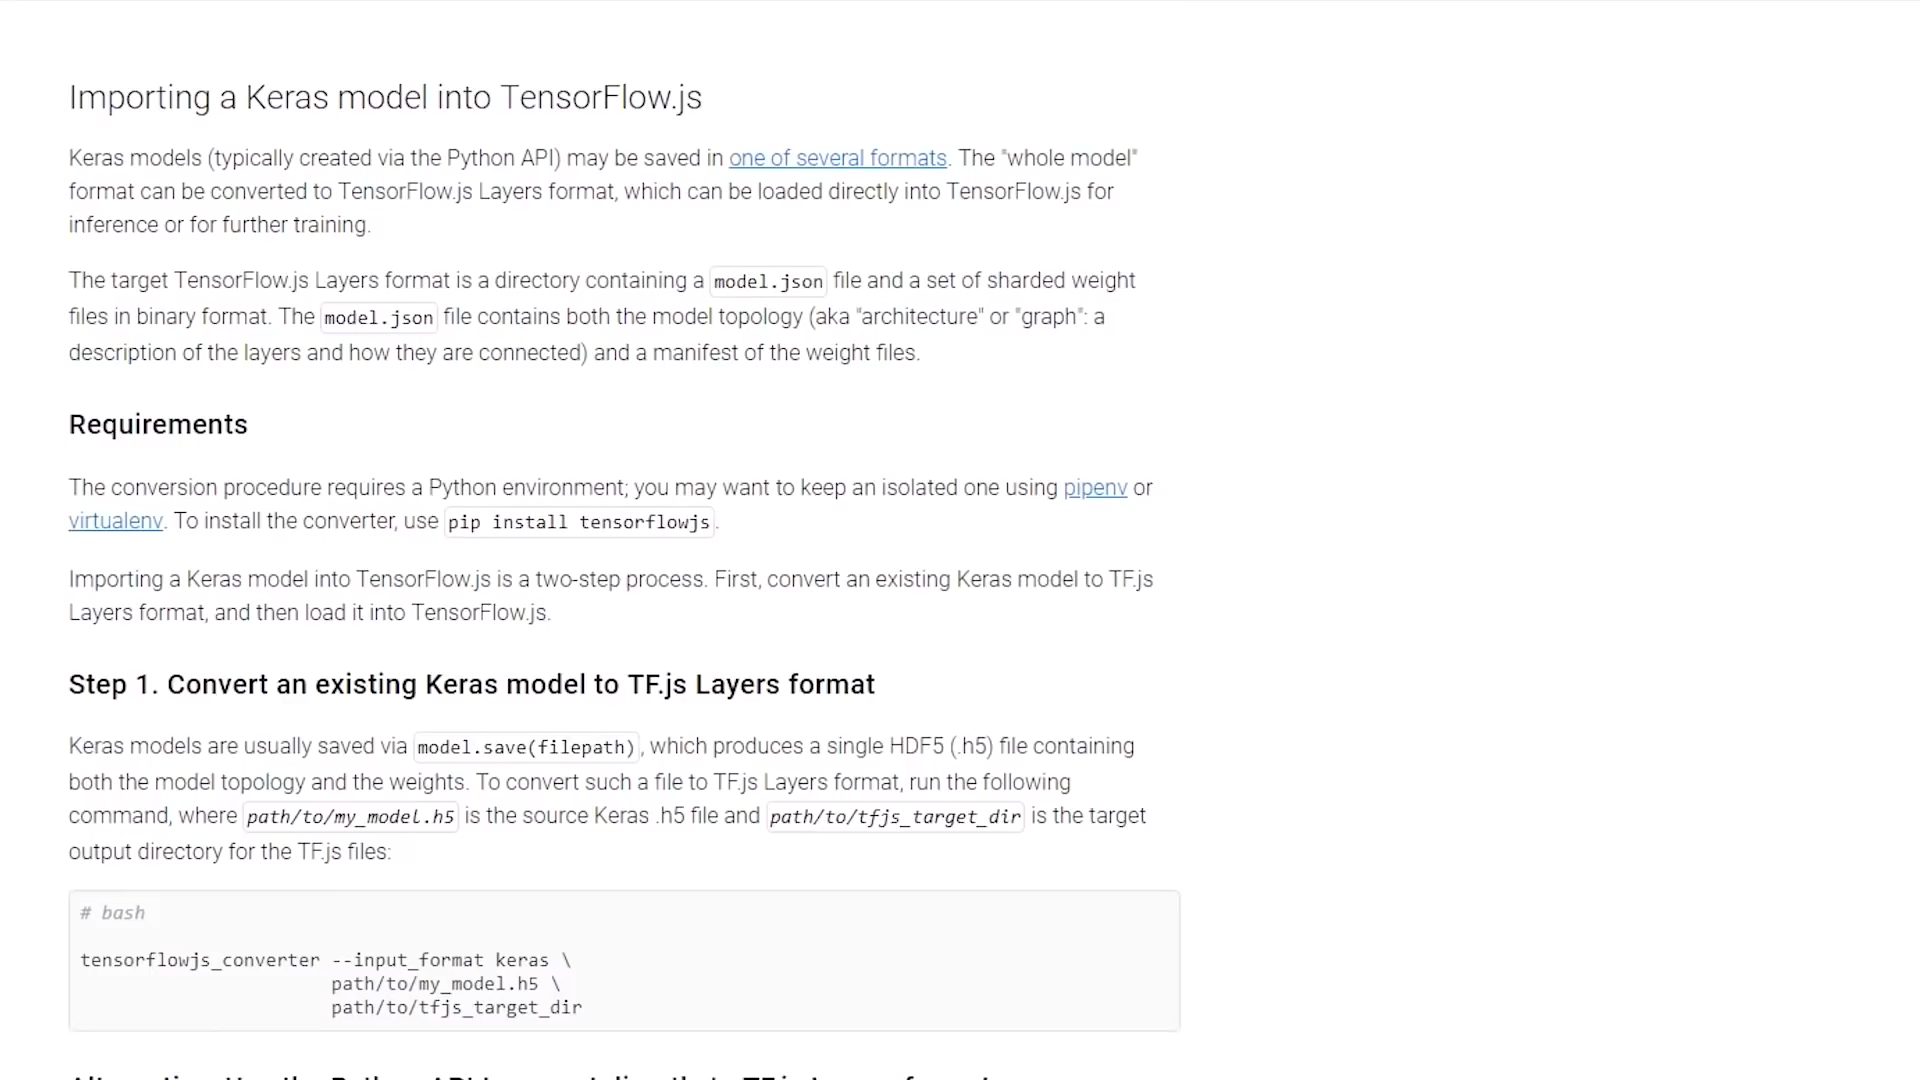 Importing a Keras model into TensorFlow.js
Keras models (typically created via the Python API) may be saved in one of several formats. The "whole model"
format can be converted to TensorFlow.js Layers format, which can be loaded directly into TensorFlow.js for
inference or for further training.
The target TensorFlow.js Layers format is a directory containing a model.json file and a set of sharded weight
files in binary format. The model.json file contains both the model topology (aka "architecture" or "graph": a
description of the layers and how they are connected) and a manifest of the weight files.
Requirements
The conversion procedure requires a Python environment; you may want to keep an isolated one using pipenv or
virtualenv. To install the converter, use pip install tensorflowjs.
Importing a Keras model into TensorFlow.js is a two-step process. First, convert an existing Keras model to TF.js
Layers format, and then load it into TensorFlow.js.
Step 1. Convert an existing Keras model to TF.js Layers format
Keras models are usually saved via model.save(filepath), which produces a single HDF5 (.h5) file containing
both the model topology and the weights. To convert such a file to TF.js Layers format, run the following
command, where path/to/my_model.h5 is the source Keras .h5 file and path/to/tfjs_target_dir is the target
output directory for the TF.js files:
# bash
tensorflowjs_converter --input_format keras \
path/to/my_model.h5 \
path/to/tfjs_target_dir